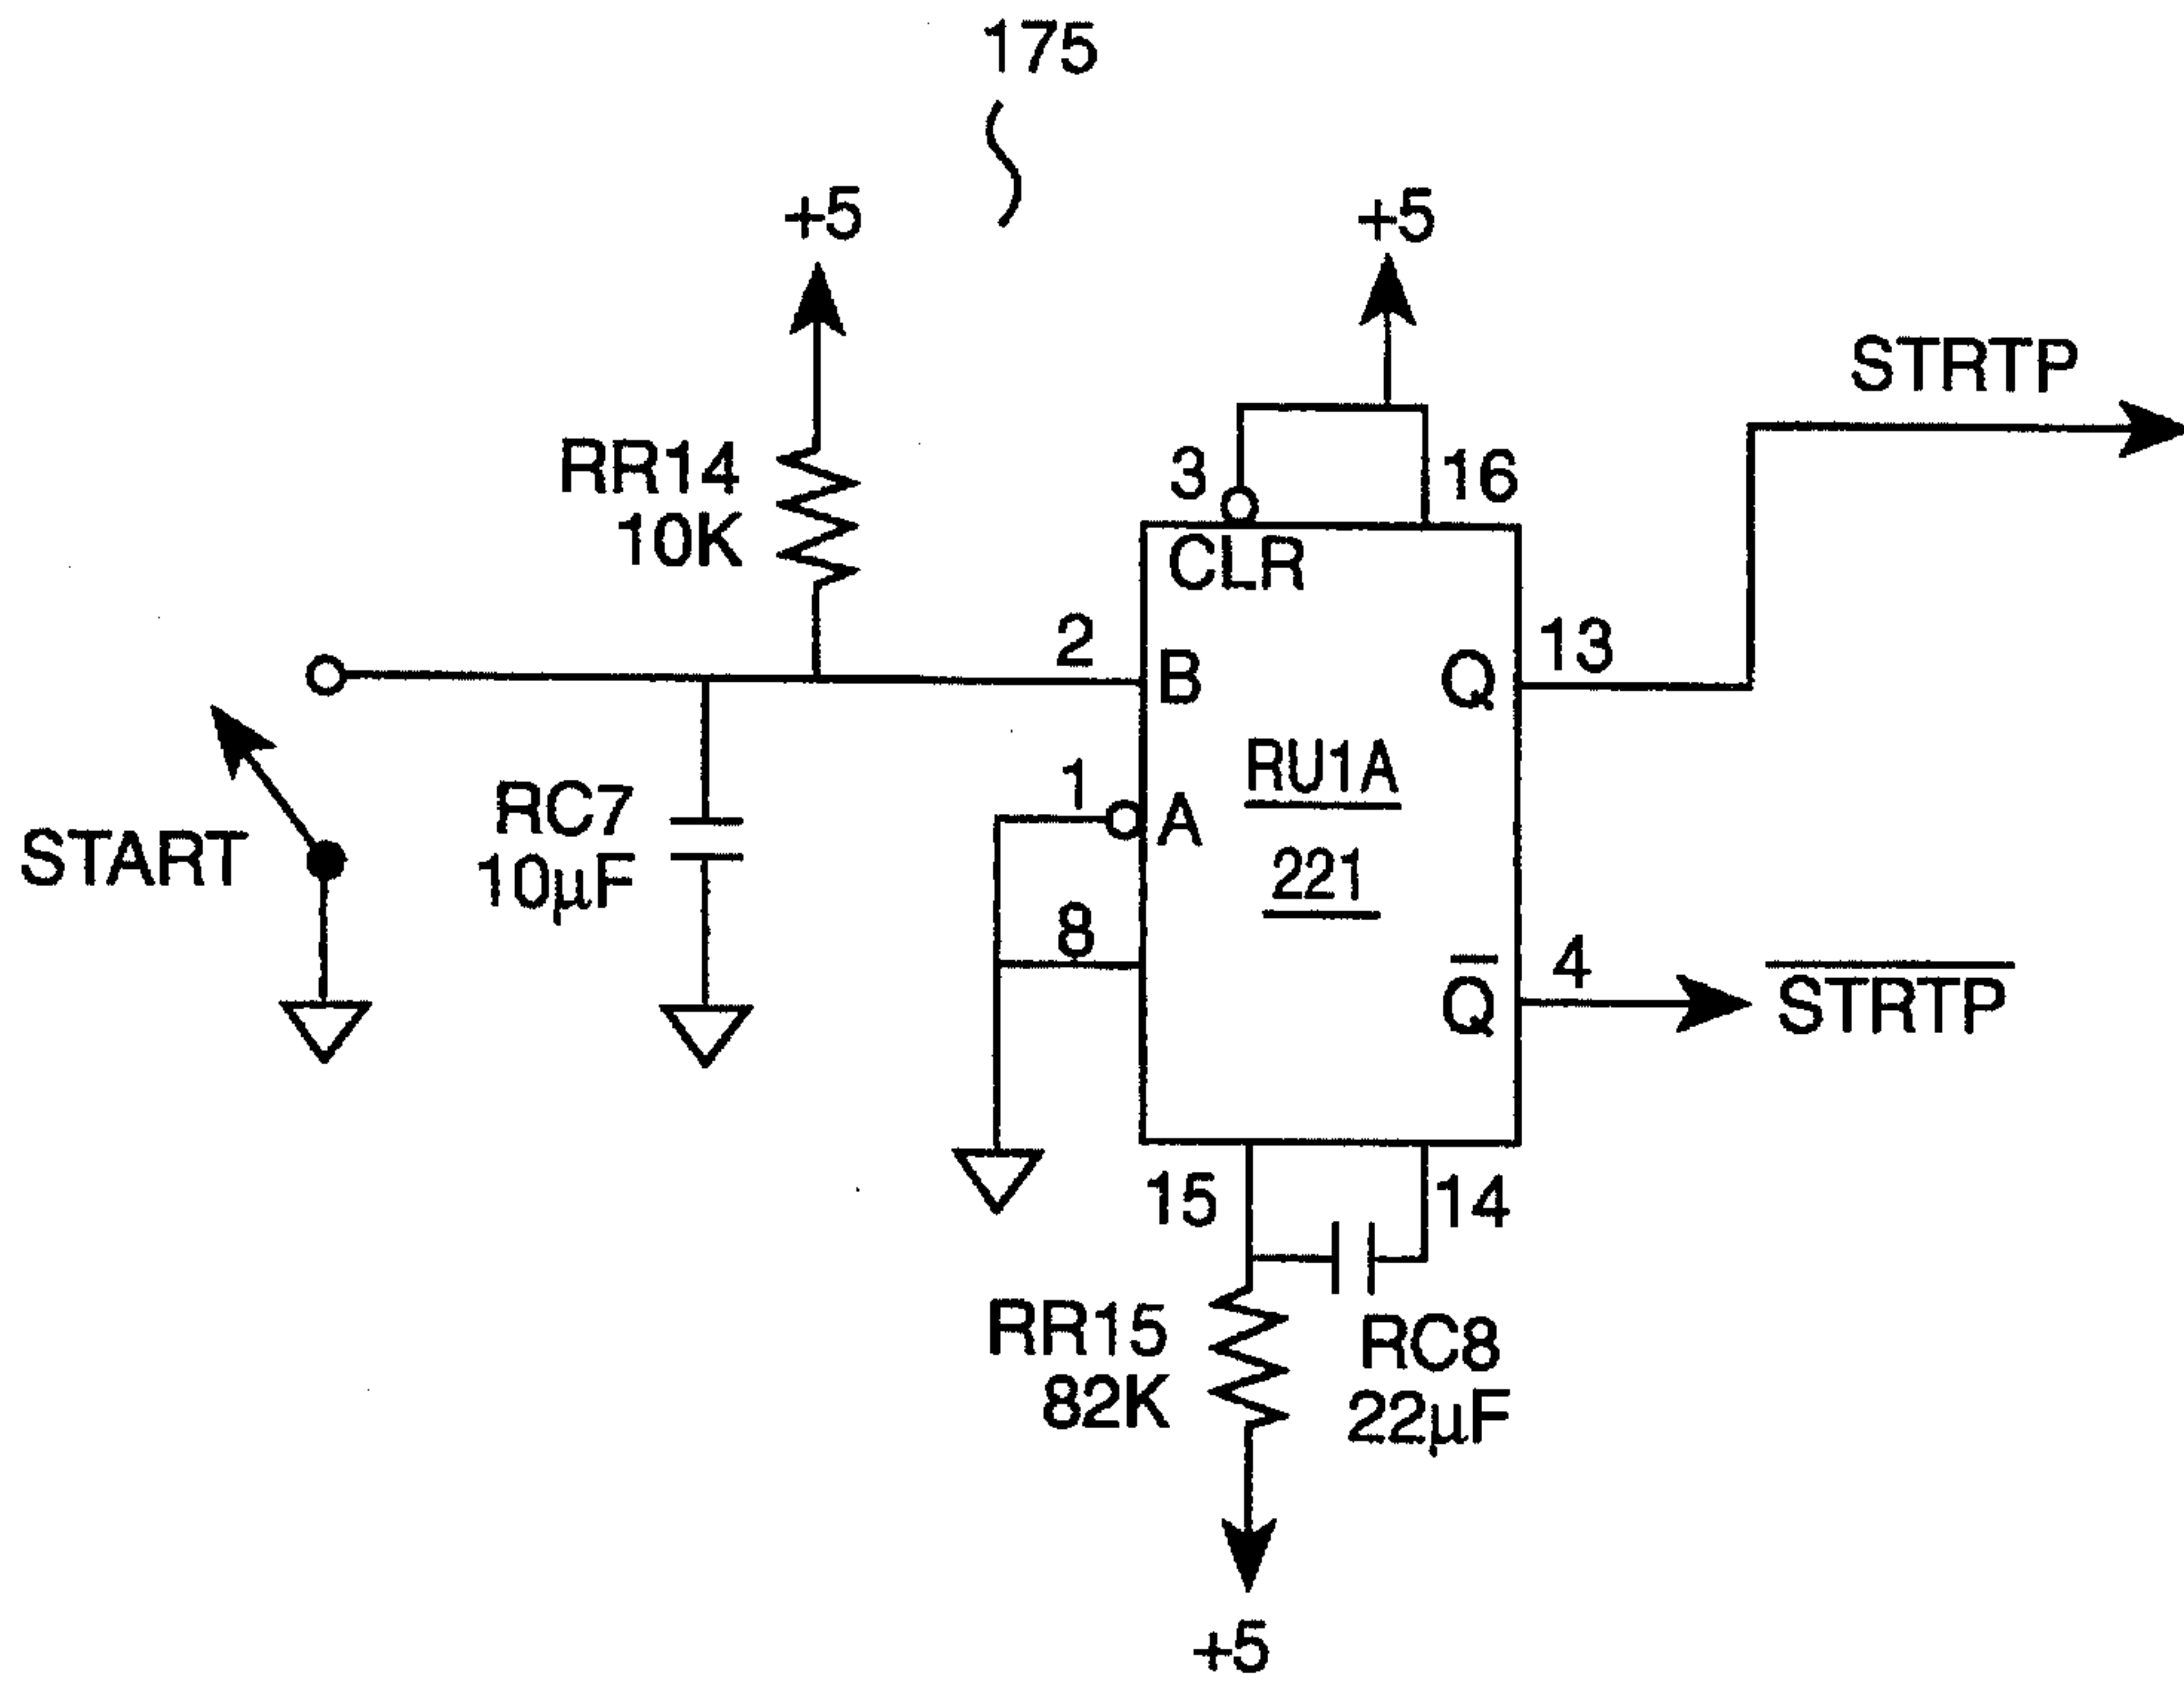 175
+5
+5
STRTP
RR14
10K
3
16
CLR
2
B
Q
13
1
A
RU1A
221
START
RC7
10µF
8
Q̅
4
S̅T̅R̅T̅P̅
15
14
RR15
82K
RC8
22µF
+5